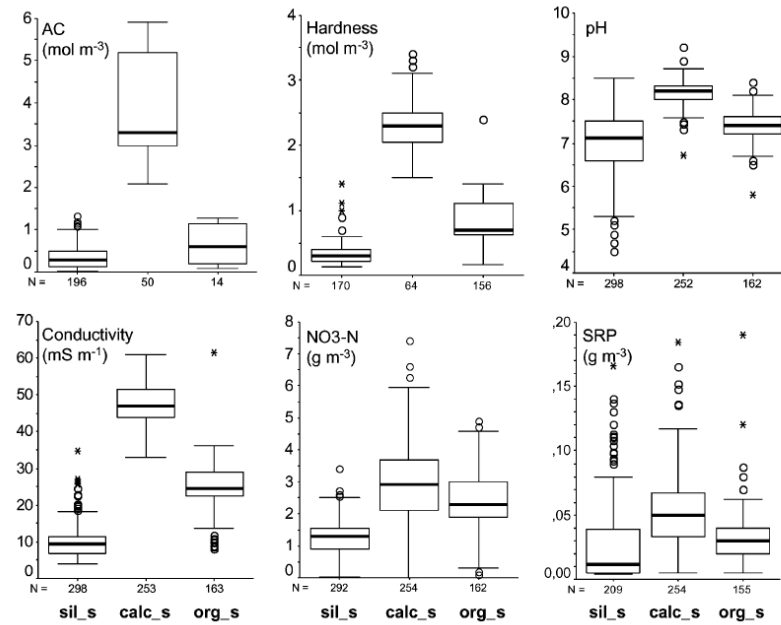 AC
(mol m⁻³)
6
5
4
3
2
1
0
N = 196 50 14
Hardness
(mol m⁻³)
4
3
2
1
0
N = 170 64 156
pH
10
9
8
7
6
5
4
N = 298 252 162
Conductivity
(mS m⁻¹)
70
60
50
40
30
20
10
0
N = 298 253 163
sil_s calc_s org_s
NO3-N
(g m⁻³)
8
7
6
5
4
3
2
1
0
N = 292 254 162
sil_s calc_s org_s
SRP
(g m⁻³)
,20
,15
,10
,05
0,00
N = 209 254 155
sil_s calc_s org_s